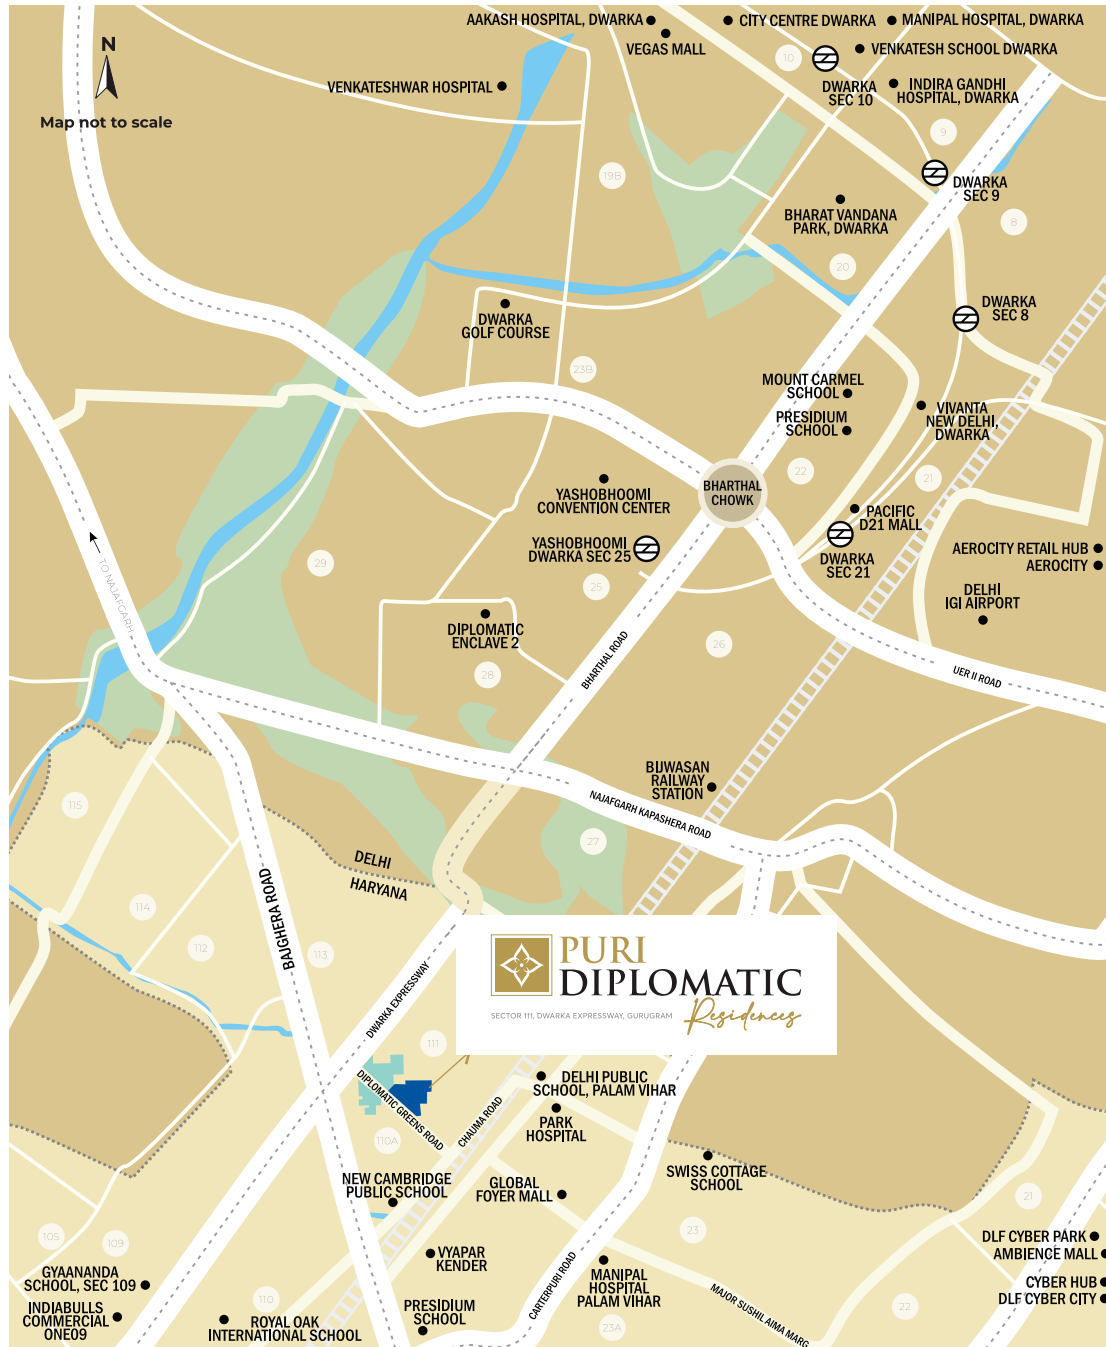 AAKASH HOSPITAL, DWARKA
VEGAS MALL
CITY CENTRE DWARKA
MANIPAL HOSPITAL, DWARKA
VENKATESH SCHOOL DWARKA
N
Map not to scale
VENKATESHWAR HOSPITAL
10
DWARKA
SEC 10
INDIRA GANDHI
HOSPITAL, DWARKA
9
19B
DWARKA
SEC 9
BHARAT VANDANA
PARK, DWARKA
8
20
DWARKA
SEC 8
DWARKA
GOLF COURSE
23B
MOUNT CARMEL
SCHOOL
PRESIDIUM
SCHOOL
VIVANTA
NEW DELHI,
DWARKA
22
21
BHARTHAL
CHOWK
YASHOBHOOMI
CONVENTION CENTER
PACIFIC
D21 MALL
YASHOBHOOMI
DWARKA SEC 25
DWARKA
SEC 21
AEROCITY RETAIL HUB
AEROCITY
DELHI
IGI AIRPORT
29
25
TO NAJAFGARH
DIPLOMATIC
ENCLAVE 2
28
BHARTHAL ROAD
26
UER II ROAD
BIJWASAN
RAILWAY
STATION
NAJAFGARH KAPASHERA ROAD
115
27
DELHI
HARYANA
114
112
113
BAJGHERA ROAD
DWARKA EXPRESSWAY
PURI
DIPLOMATIC
Residences
SECTOR 111, DWARKA EXPRESSWAY, GURUGRAM
111
DIPLOMATIC GREENS ROAD
110A
CHAUMA ROAD
DELHI PUBLIC
SCHOOL, PALAM VIHAR
PARK
HOSPITAL
NEW CAMBRIDGE
PUBLIC SCHOOL
GLOBAL
FOYER MALL
SWISS COTTAGE
SCHOOL
21
23
105
109
DLF CYBER PARK
AMBIENCE MALL
VYAPAR
KENDER
GYAANANDA
SCHOOL, SEC 109
MANIPAL
HOSPITAL
PALAM VIHAR
CARTERPURI ROAD
MAJOR SUSHIL AIMA MARG
CYBER HUB
DLF CYBER CITY
110
22
INDIABULLS
COMMERCIAL
ONE09
ROYAL OAK
INTERNATIONAL SCHOOL
PRESIDIUM
SCHOOL
23A